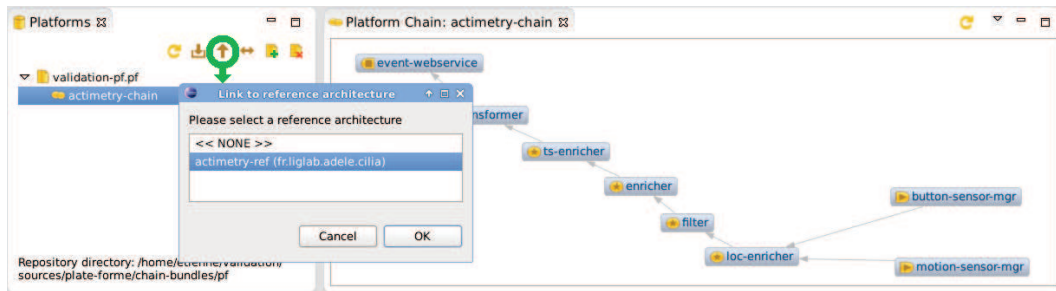 Platforms
validation-pf.pf
actimetry-chain
Link to reference architecture
Please select a reference architecture
<< NONE >>
actimetry-ref (fr.liglab.adele.cilia)
Cancel
OK
Repository directory: /home/etienne/validation/
sources/plate-forme/chain-bundles/pf
Platform Chain: actimetry-chain
event-webservice
nsformer
ts-enricher
enricher
filter
loc-enricher
button-sensor-mgr
motion-sensor-mgr